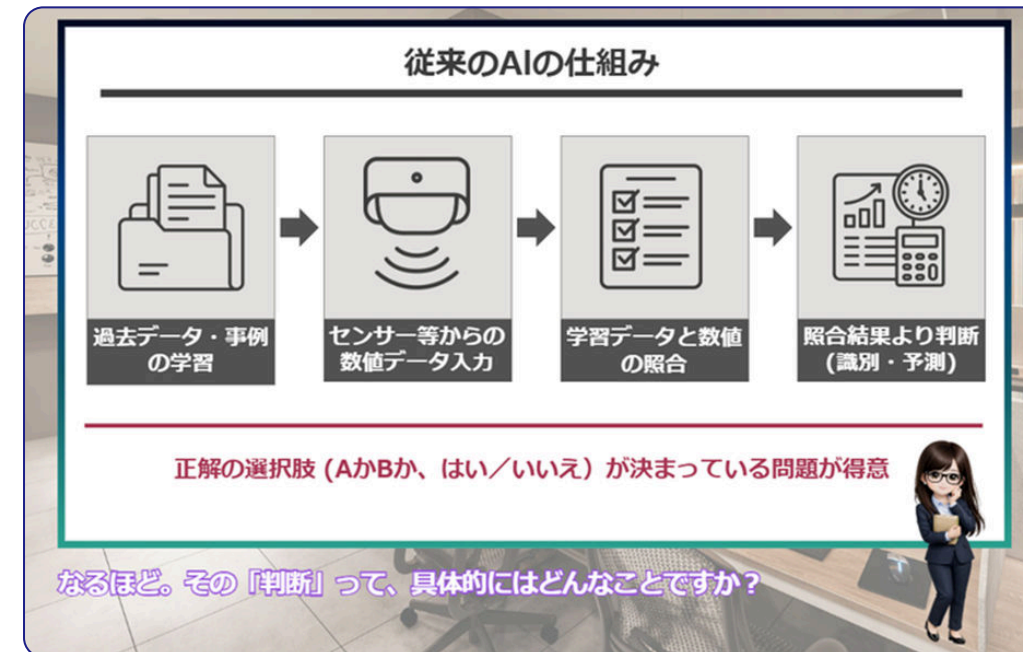 従来のAIの仕組み
過去データ・事例
の学習
センサー等からの
数値データ入力
学習データと数値
の照合
照合結果より判断
(識別・予測)
正解の選択肢 (AかBか、はい／いいえ）が決まっている問題が得意
なるほど。その「判断」って、具体的にはどんなことですか？